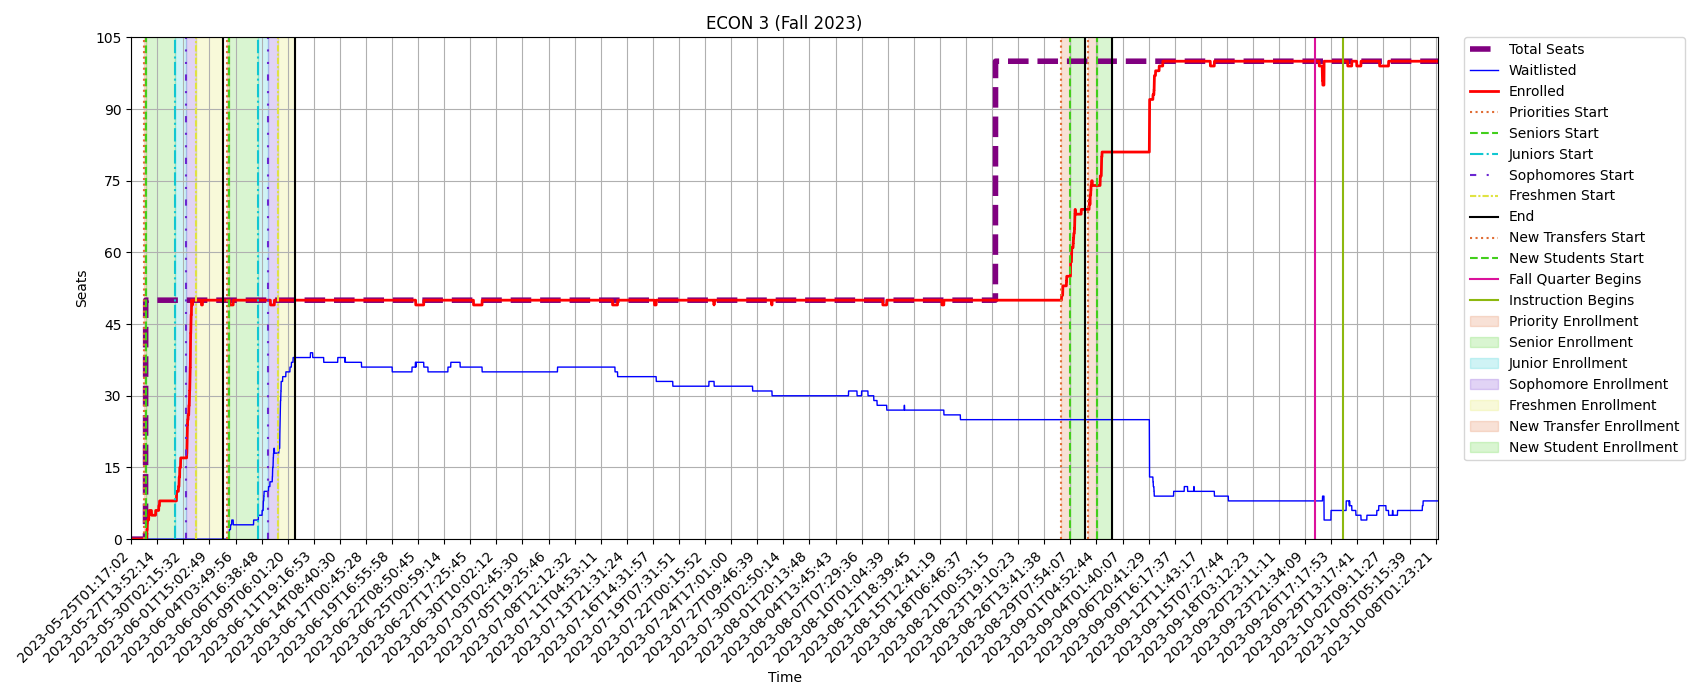 ECON 3 (Fall 2023)
105
90
75
60
45
30
15
0
Seats
2023-05-25T01:17:02
2023-05-27T13:52:14
2023-05-30T02:15:32
2023-06-01T15:02:49
2023-06-04T03:49:56
2023-06-06T16:38:48
2023-06-09T06:01:20
2023-06-11T19:16:53
2023-06-14T08:40:30
2023-06-17T00:45:28
2023-06-19T16:55:58
2023-06-22T08:50:45
2023-06-25T00:59:14
2023-06-27T17:25:45
2023-06-30T10:02:12
2023-07-03T02:45:30
2023-07-05T19:25:46
2023-07-08T12:12:32
2023-07-11T04:53:11
2023-07-13T21:31:24
2023-07-16T14:31:57
2023-07-19T07:31:51
2023-07-22T00:15:52
2023-07-24T17:01:00
2023-07-27T09:46:39
2023-07-30T02:50:14
2023-08-01T20:13:48
2023-08-04T13:45:47
2023-08-07T07:29:36
2023-08-10T01:04:39
2023-08-12T18:39:45
2023-08-15T12:41:19
2023-08-18T06:46:37
2023-08-21T00:53:15
2023-08-23T19:10:23
2023-08-26T13:41:38
2023-08-29T07:54:07
2023-09-01T04:52:44
2023-09-04T01:40:07
2023-09-06T20:41:29
2023-09-09T16:17:37
2023-09-12T11:43:17
2023-09-15T07:27:44
2023-09-18T03:12:23
2023-09-20T23:11:11
2023-09-23T21:34:09
2023-09-26T17:17:53
2023-09-29T13:17:41
2023-10-02T09:11:27
2023-10-05T05:15:39
2023-10-08T01:23:21
Time
Total Seats
Waitlisted
Enrolled
Priorities Start
Seniors Start
Juniors Start
Sophomores Start
Freshmen Start
End
New Transfers Start
New Students Start
Fall Quarter Begins
Instruction Begins
Priority Enrollment
Senior Enrollment
Junior Enrollment
Sophomore Enrollment
Freshmen Enrollment
New Transfer Enrollment
New Student Enrollment